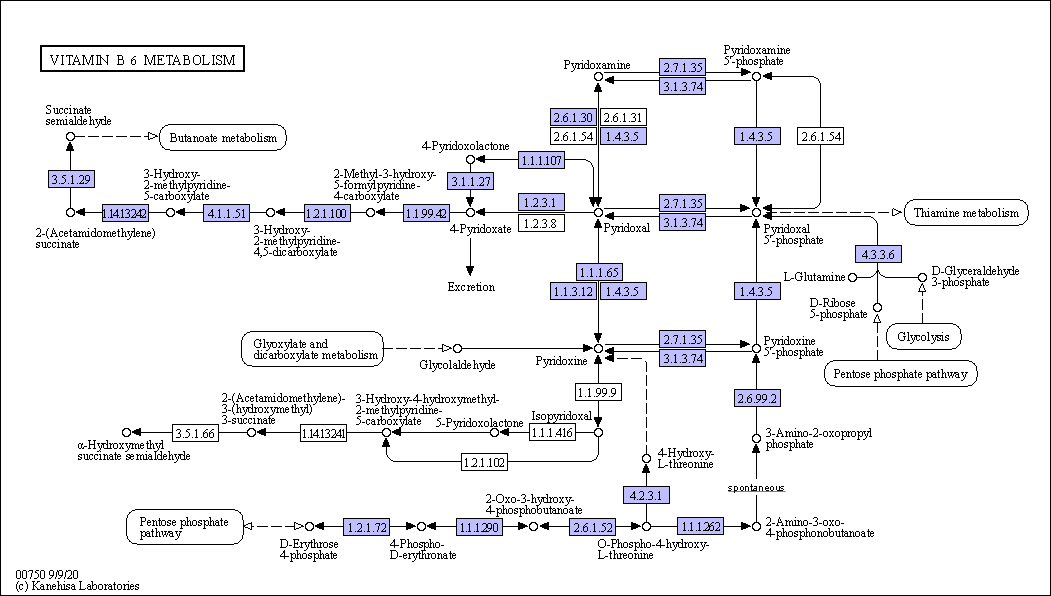 VITAMIN B 6 METABOLISM
Pyridoxamine
2.7.1.35
3.1.3.74
Pyridoxamine
5'-phosphate
Succinate
semialdehyde
Butanoate metabolism
2.6.1.30
2.6.1.31
2.6.1.54
1.4.3.5
1.4.3.5
2.6.1.54
4-Pyridoxolactone
1.1.1.107
3.5.1.29
3-Hydroxy-
2-methylpyridine-
5-carboxylate
2-Methyl-3-hydroxy-
5-formylpyridine-
4-carboxylate
3.1.1.27
1.14.13.242
4.1.1.51
1.2.1.100
1.1.99.42
1.2.3.1
1.2.3.8
2.7.1.35
3.1.3.74
Thiamine metabolism
2-(Acetamidomethylene)
succinate
3-Hydroxy-
2-methylpyridine-
4,5-dicarboxylate
4-Pyridoxate
Pyridoxal
Pyridoxal
5'-phosphate
4.3.3.6
Excretion
1.1.1.65
1.1.3.12
1.4.3.5
1.4.3.5
L-Glutamine
D-Glyceraldehyde
3-phosphate
D-Ribose
5-phosphate
Glycolysis
Glyoxylate and
dicarboxylate metabolism
Glycolaldehyde
Pyridoxine
2.7.1.35
3.1.3.74
Pyridoxine
5'-phosphate
Pentose phosphate pathway
1.1.99.9
2.6.99.2
2-(Acetamidomethylene)-
3-(hydroxymethyl)
3-succinate
3-Hydroxy-4-hydroxymethyl-
2-methylpyridine-
5-carboxylate
5-Pyridoxolactone
Isopyridoxal
3.5.1.66
1.14.13.241
1.1.1.416
α-Hydroxymethyl
succinate semialdehyde
1.2.1.102
3-Amino-2-oxopropyl
phosphate
4-Hydroxy-
L-threonine
spontaneous
4.2.3.1
2-Oxo-3-hydroxy-
4-phosphobutanoate
Pentose phosphate
pathway
1.2.1.72
1.1.1.290
2.6.1.52
1.1.1.262
D-Erythrose
4-phosphate
4-Phospho-
D-erythronate
O-Phospho-4-hydroxy-
L-threonine
2-Amino-3-oxo-
4-phosphonobutanoate
00750 9/9/20
(c) Kanehisa Laboratories